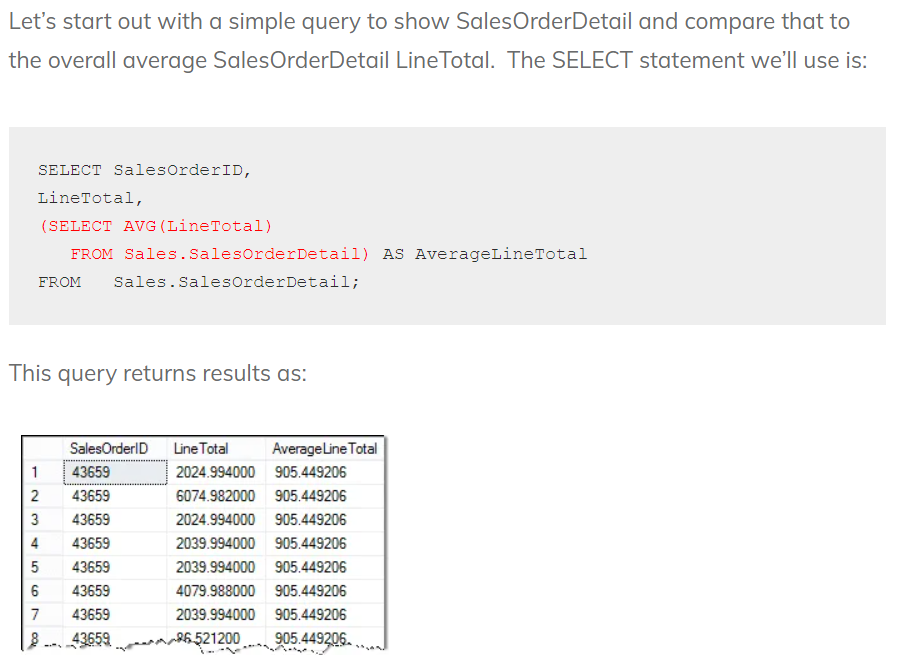 Let’s start out with a simple query to show SalesOrderDetail and compare that to
the overall average SalesOrderDetail LineTotal.  The SELECT statement we’ll use is:
SELECT SalesOrderID,
LineTotal,
(SELECT AVG(LineTotal)
FROM Sales.SalesOrderDetail) AS AverageLineTotal
FROM   Sales.SalesOrderDetail;
This query returns results as:
SalesOrderID LineTotal AverageLineTotal
1 43659 2024.994000 905.449206
2 43659 6074.982000 905.449206
3 43659 2024.994000 905.449206
4 43659 2039.994000 905.449206
5 43659 2039.994000 905.449206
6 43659 4079.988000 905.449206
7 43659 2039.994000 905.449206
8 43659 86.521200 905.449206